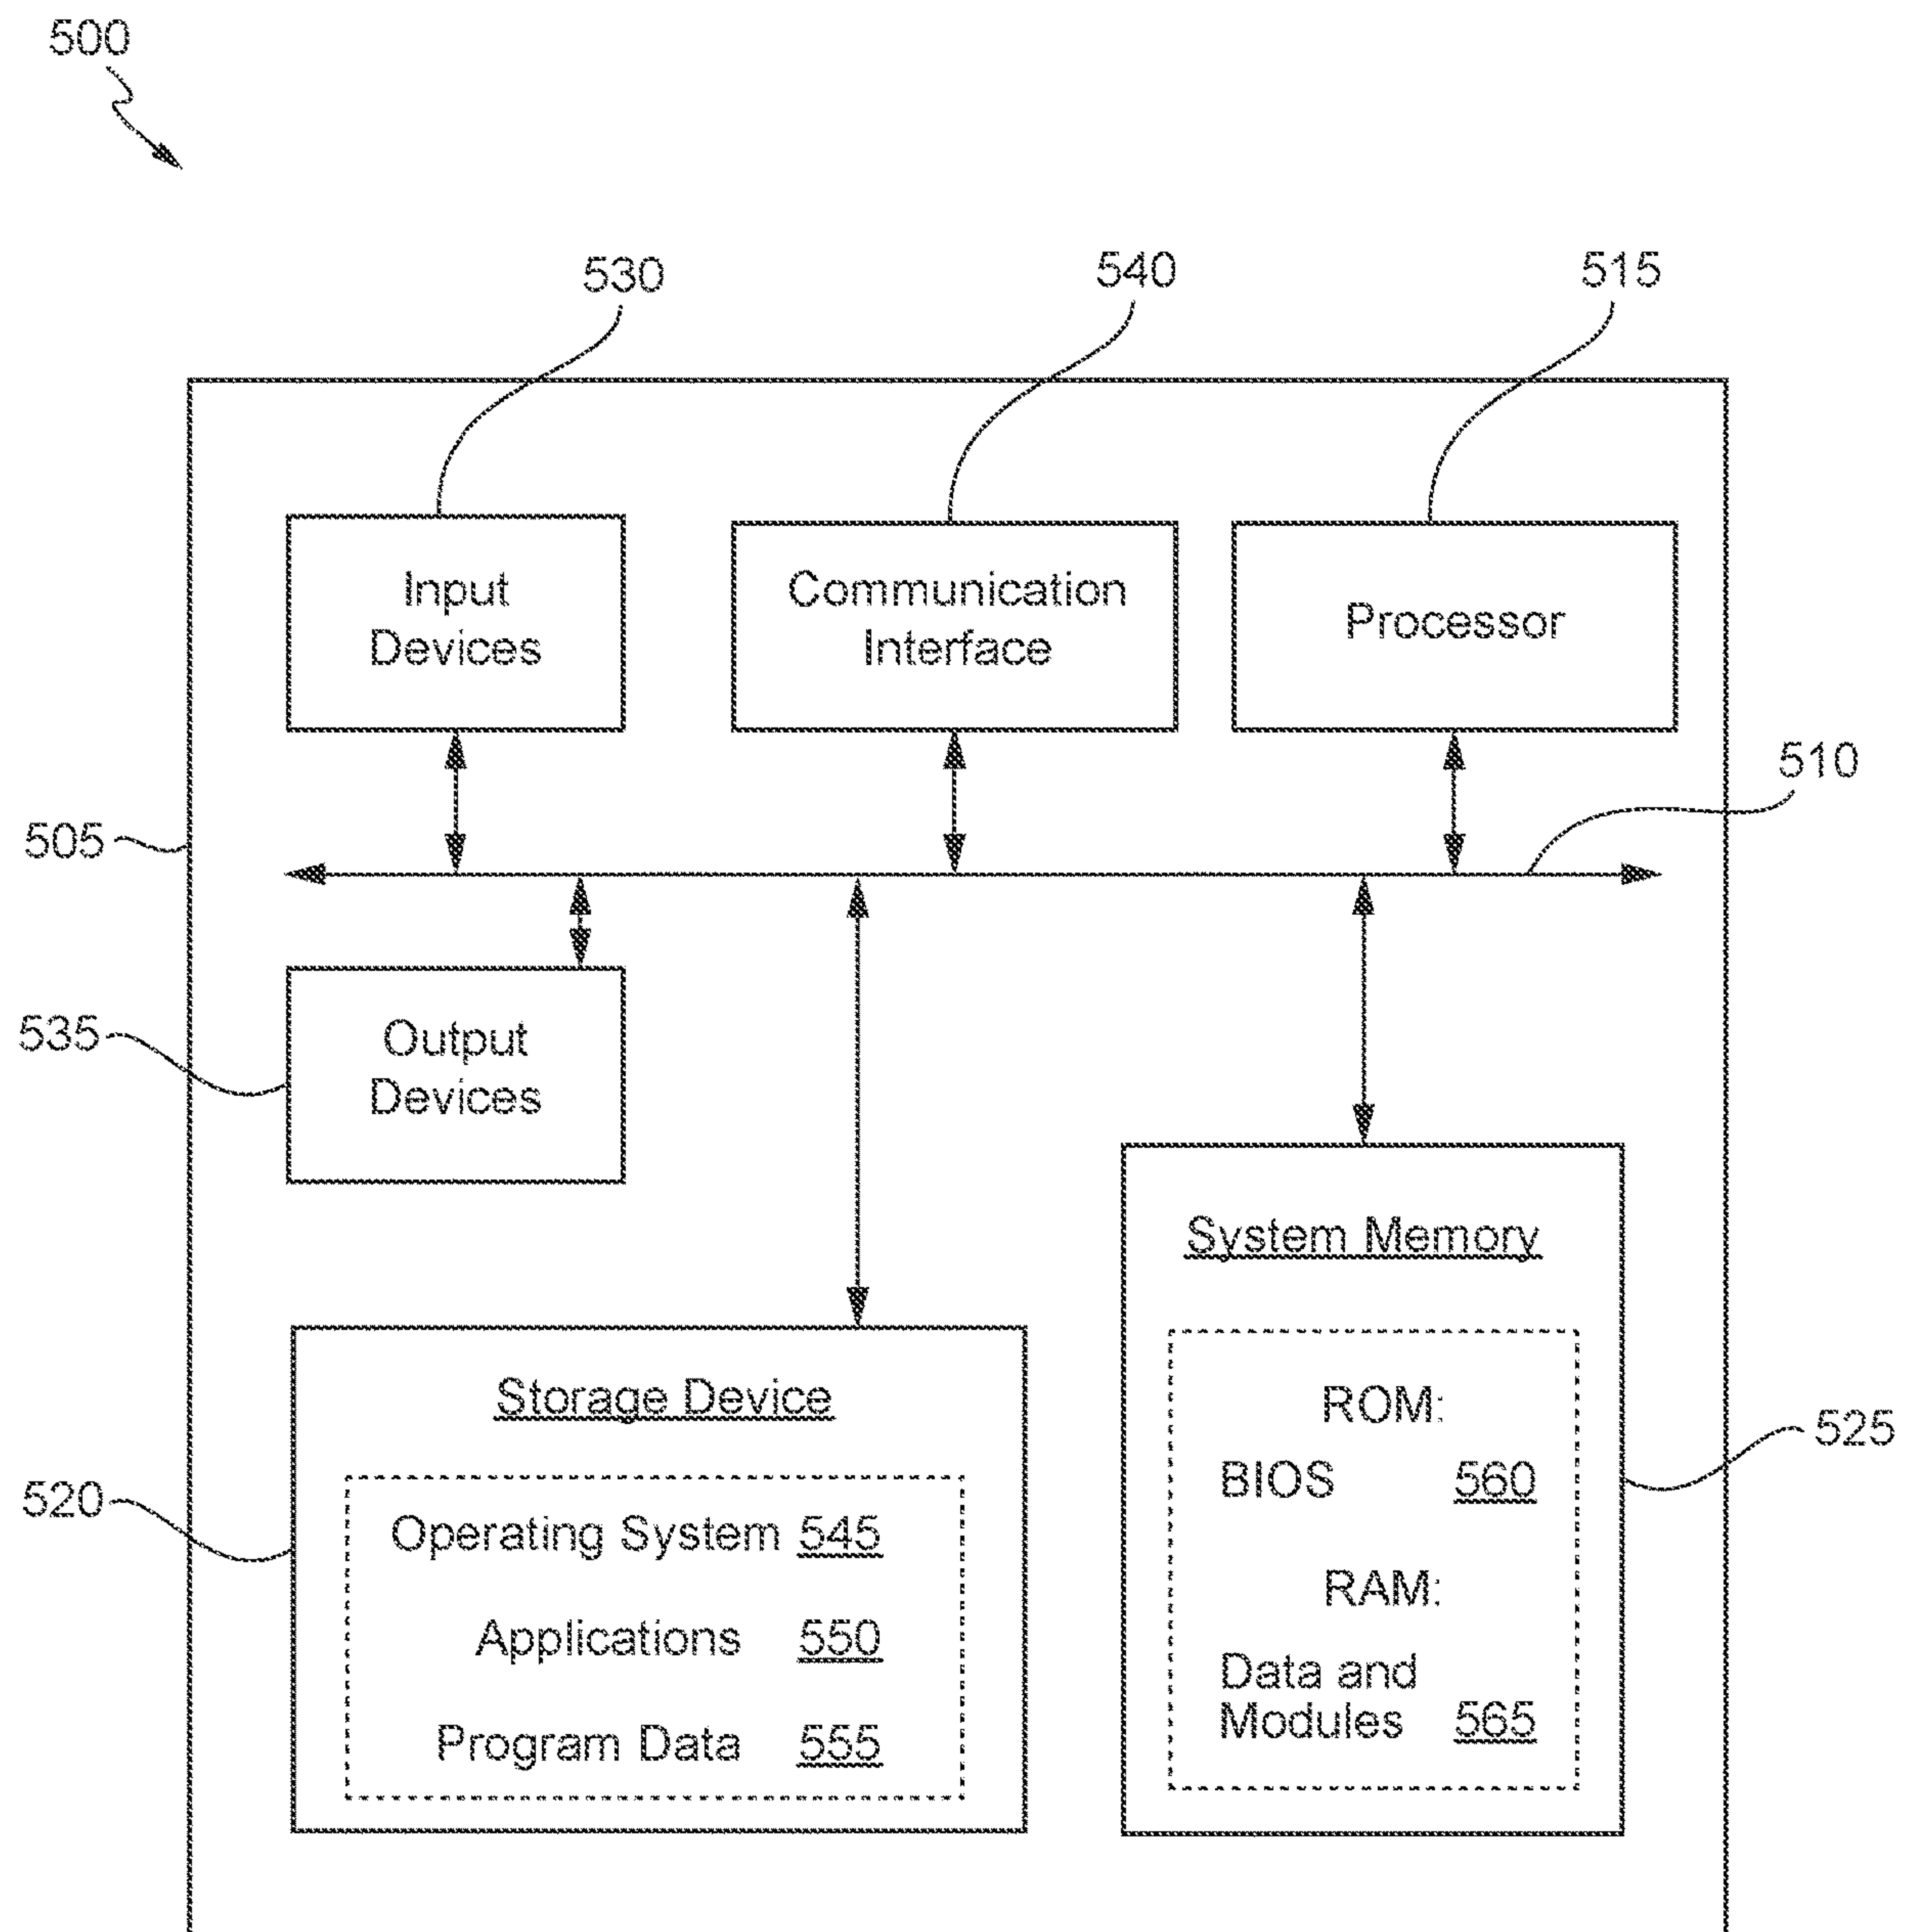 500
530
540
515
Input
Devices
Communication
Interface
Processor
510
505
Output
Devices
535
System Memory
ROM:
BIOS 560
RAM:
Data and
Modules 565
525
Storage Device
Operating System 545
Applications 550
Program Data 555
520